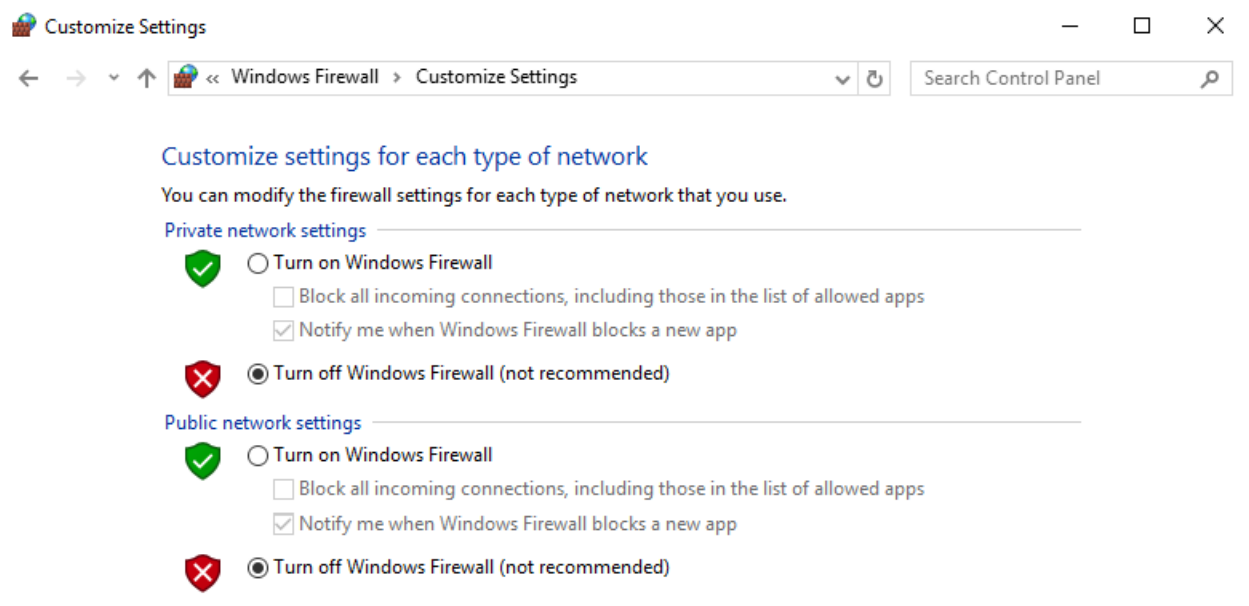 Customize Settings
« Windows Firewall > Customize Settings
Search Control Panel
Customize settings for each type of network
You can modify the firewall settings for each type of network that you use.
Private network settings
Turn on Windows Firewall
Block all incoming connections, including those in the list of allowed apps
Notify me when Windows Firewall blocks a new app
Turn off Windows Firewall (not recommended)
Public network settings
Turn on Windows Firewall
Block all incoming connections, including those in the list of allowed apps
Notify me when Windows Firewall blocks a new app
Turn off Windows Firewall (not recommended)